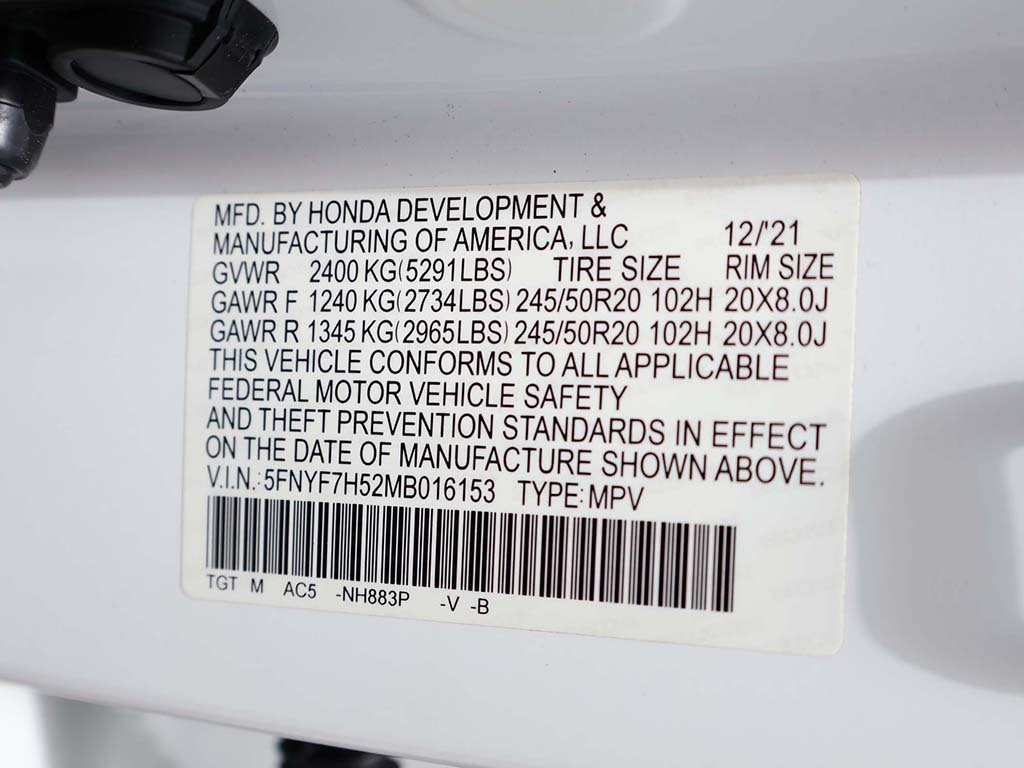 MFD. BY HONDA DEVELOPMENT &
MANUFACTURING OF AMERICA, LLC 12/'21
GVWR 2400 KG(5291LBS) TIRE SIZE RIM SIZE
GAWR F 1240 KG(2734LBS) 245/50R20 102H 20X8.0J
GAWR R 1345 KG(2965LBS) 245/50R20 102H 20X8.0J
THIS VEHICLE CONFORMS TO ALL APPLICABLE
FEDERAL MOTOR VEHICLE SAFETY
AND THEFT PREVENTION STANDARDS IN EFFECT
ON THE DATE OF MANUFACTURE SHOWN ABOVE.
V.I.N.: 5FNYF7H52MB016153 TYPE: MPV
TGT M AC5 -NH883P -V -B